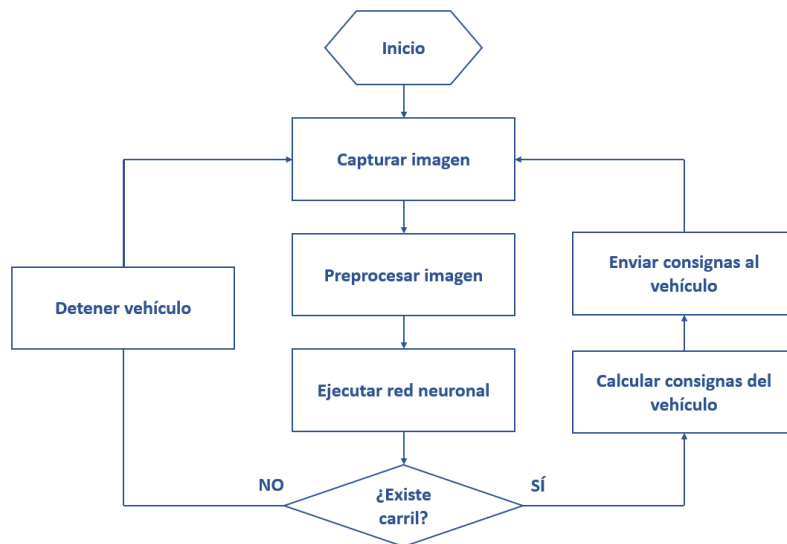 Inicio
Capturar imagen
Preprocesar imagen
Enviar consignas al
vehículo
Detener vehículo
Ejecutar red neuronal
Calcular consignas del
vehículo
NO
¿Existe
carril?
SÍ